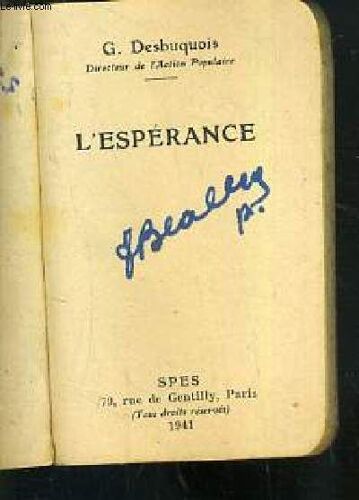 G. Desbuquois
Directeur de l'Action Populaire
L'ESPÉRANCE
p.
SPES
79, rue de Gentilly, Paris
(Tous droits réservés)
1941